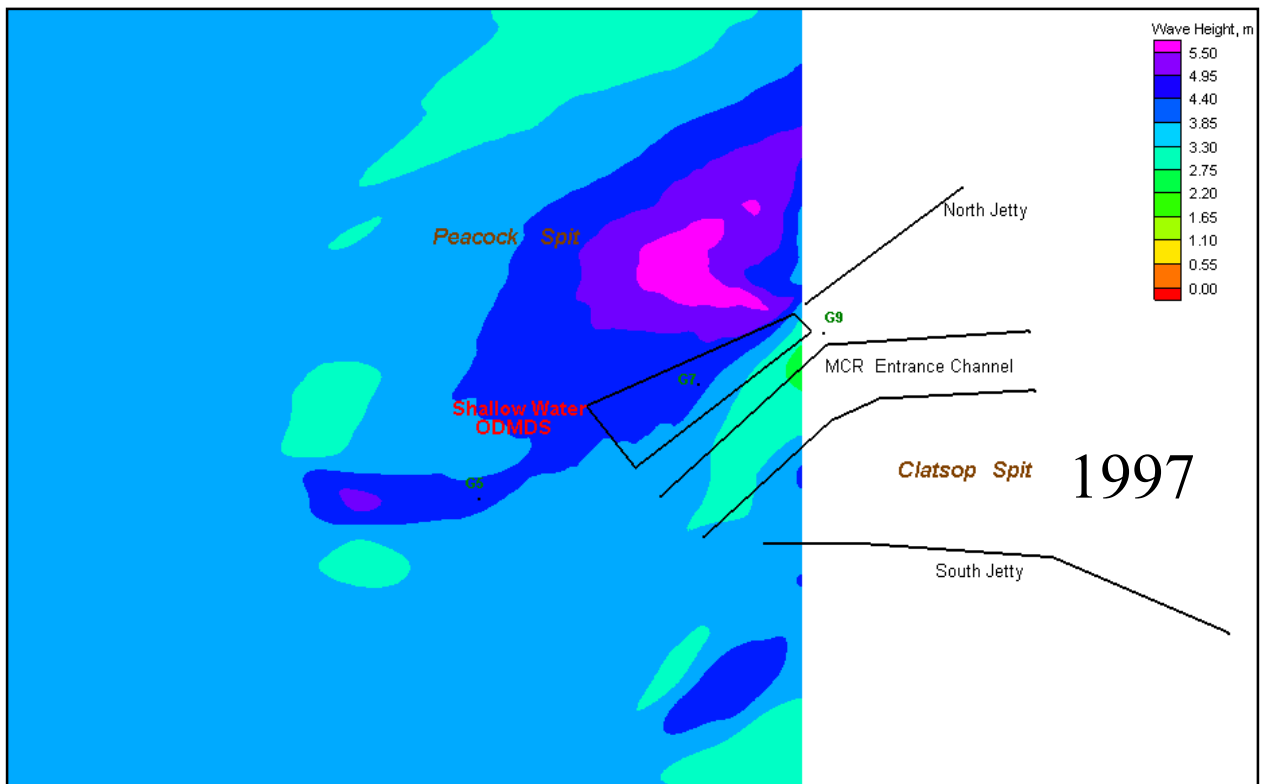 Wave Height, m
5.50
4.95
4.40
3.85
3.30
2.75
2.20
1.65
1.10
0.55
0.00
North Jetty
Peacock Spit
G9
MCR Entrance Channel
G7
Shallow Water
ODMDS
Clatsop Spit
1997
G5
South Jetty